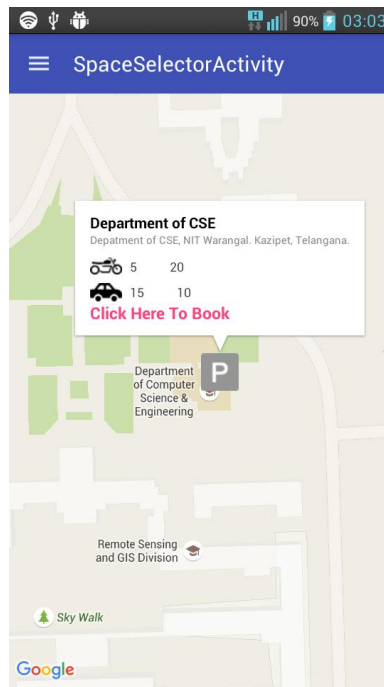 H
90%
03:03
SpaceSelectorActivity
Department of CSE
Depatment of CSE, NIT Warangal. Kazipet, Telangana.
5 20
15 10
Click Here To Book
P
Department
of Computer
Science &
Engineering
Remote Sensing
and GIS Division
Sky Walk
Google